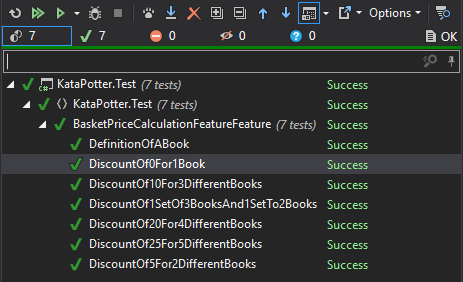 Options
7 7 0 0 0 OK
KataPotter.Test (7 tests) Success
KataPotter.Test (7 tests) Success
BasketPriceCalculationFeatureFeature (7 tests) Success
DefinitionOfABook Success
DiscountOf0For1Book Success
DiscountOf10For3DifferentBooks Success
DiscountOf1SetOf3BooksAnd1SetTo2Books Success
DiscountOf20For4DifferentBooks Success
DiscountOf25For5DifferentBooks Success
DiscountOf5For2DifferentBooks Success